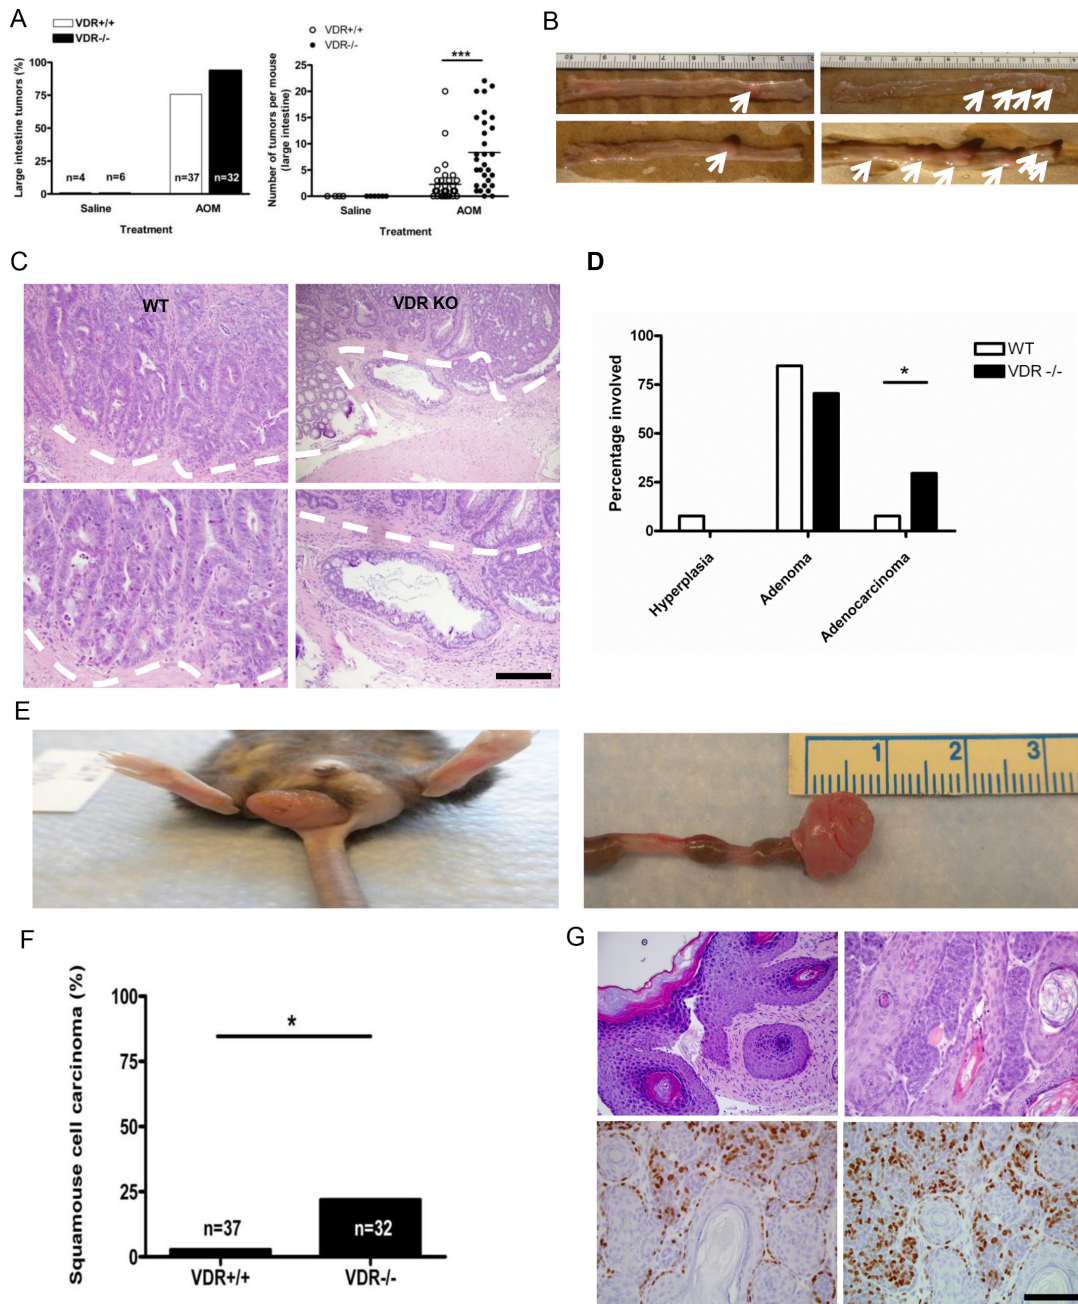 A
VDR+/+
VDR-/-
Large intestine tumors (%)
100
75
50
25
0
n=4
n=6
n=37
n=32
Saline
AOM
Treatment
VDR+/+
VDR-/-
Number of tumors per mouse
(large intestine)
25
20
15
10
5
0
***
Saline
AOM
Treatment
B
C
WT
VDR KO
D
Percentage involved
100
75
50
25
0
*
WT
VDR -/-
Hyperplasia
Adenoma
Adenocarcinoma
E
1
2
3
F
Squamouse cell carcinoma (%)
100
75
50
25
0
*
n=37
n=32
VDR+/+
VDR-/-
G